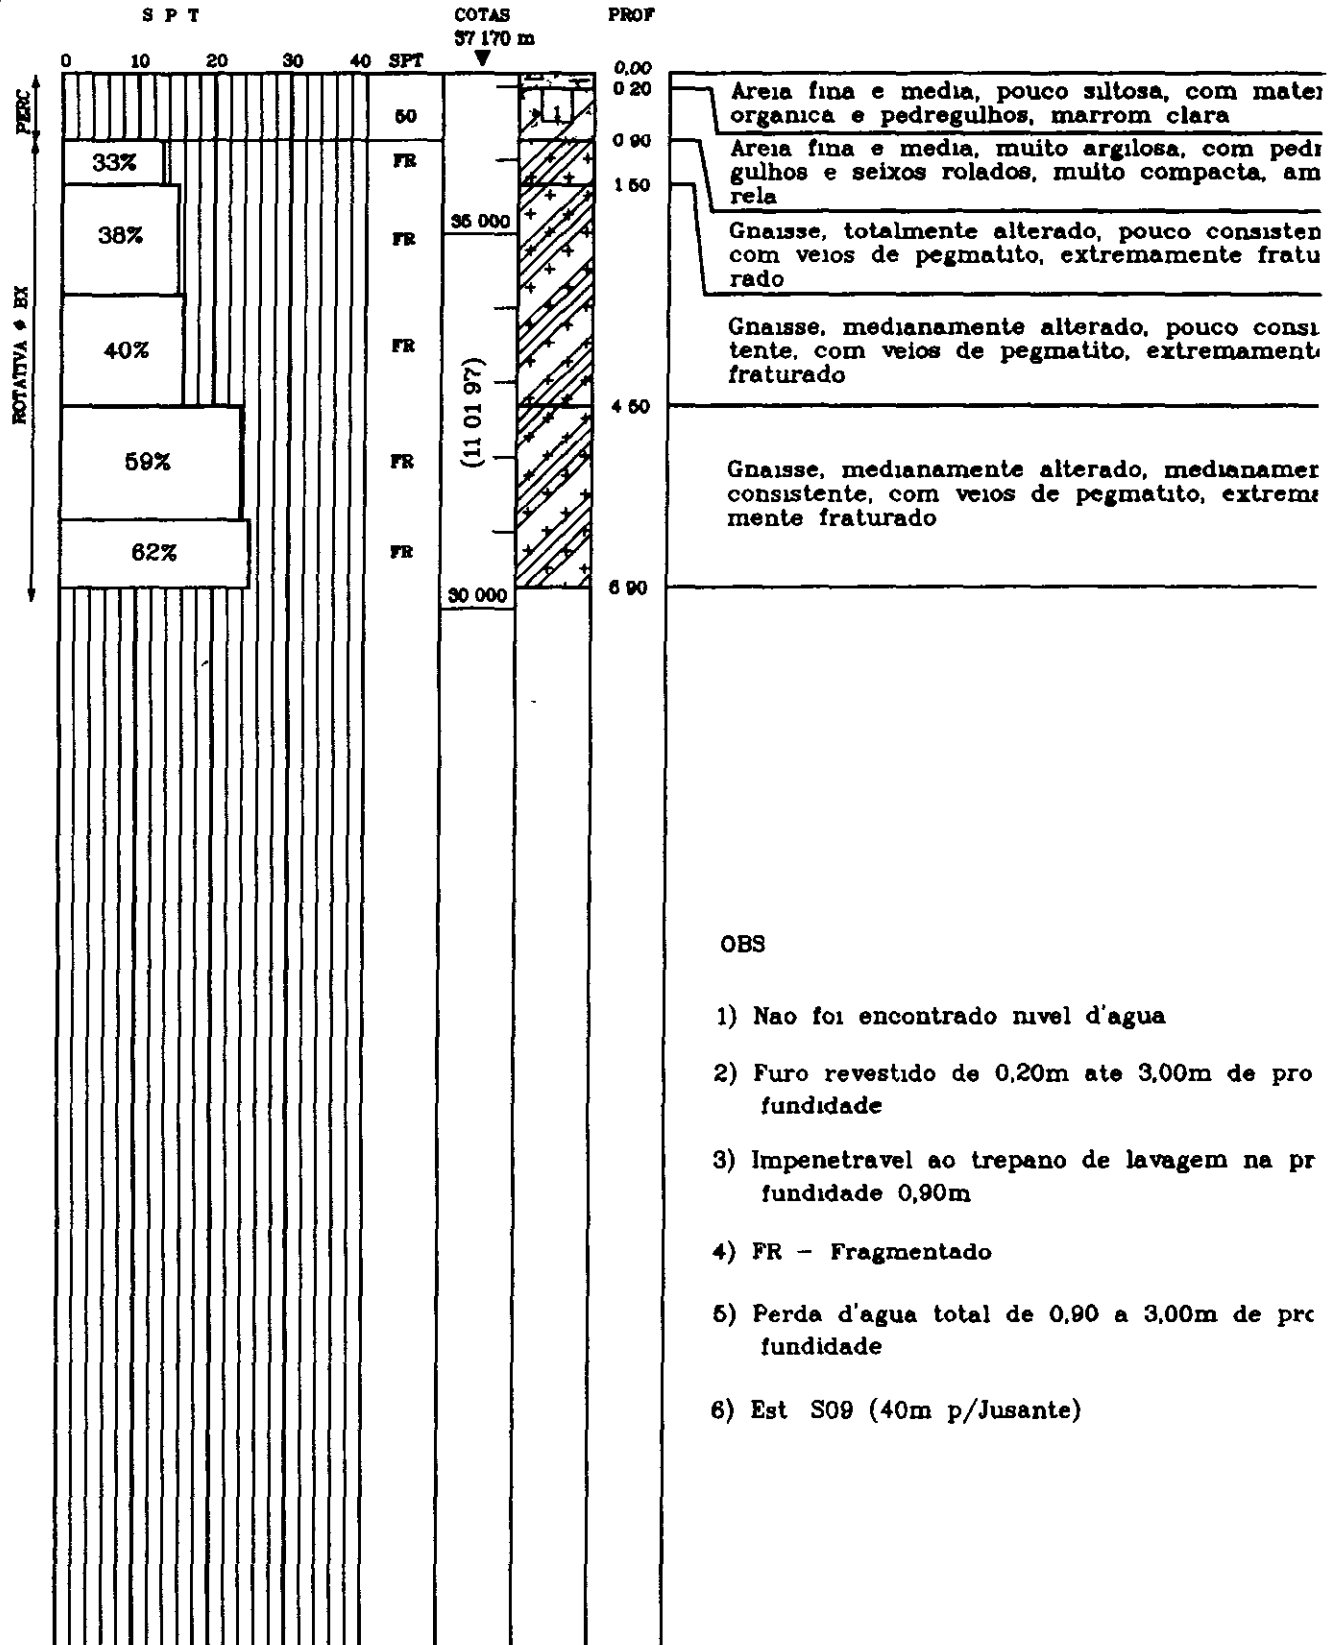 S P T
COTAS
PROF
37 170 m
0 10 20 30 40 SPT
0,00
0 20
PERC
50
0 90
33%
FR
1 50
38%
FR
35 000
ROTATIVA ø BX
40%
FR
(11 01 97)
4 50
59%
FR
62%
FR
30 000
6 90
Areia fina e media, pouco siltosa, com mater
organica e pedregulhos, marrom clara
Areia fina e media, muito argilosa, com pedr
gulhos e seixos rolados, muito compacta, am
rela
Gnaisse, totalmente alterado, pouco consisten
com veios de pegmatito, extremamente fratu
rado
Gnaisse, medianamente alterado, pouco consi
tente, com veios de pegmatito, extremament
fraturado
Gnaisse, medianamente alterado, medianamer
consistente, com veios de pegmatito, extrema
mente fraturado
OBS
1) Nao foi encontrado nivel d'agua
2) Furo revestido de 0,20m ate 3,00m de pro
fundidade
3) Impenetravel ao trepano de lavagem na pr
fundidade 0,90m
4) FR – Fragmentado
5) Perda d'agua total de 0,90 a 3,00m de prc
fundidade
6) Est S09 (40m p/Jusante)